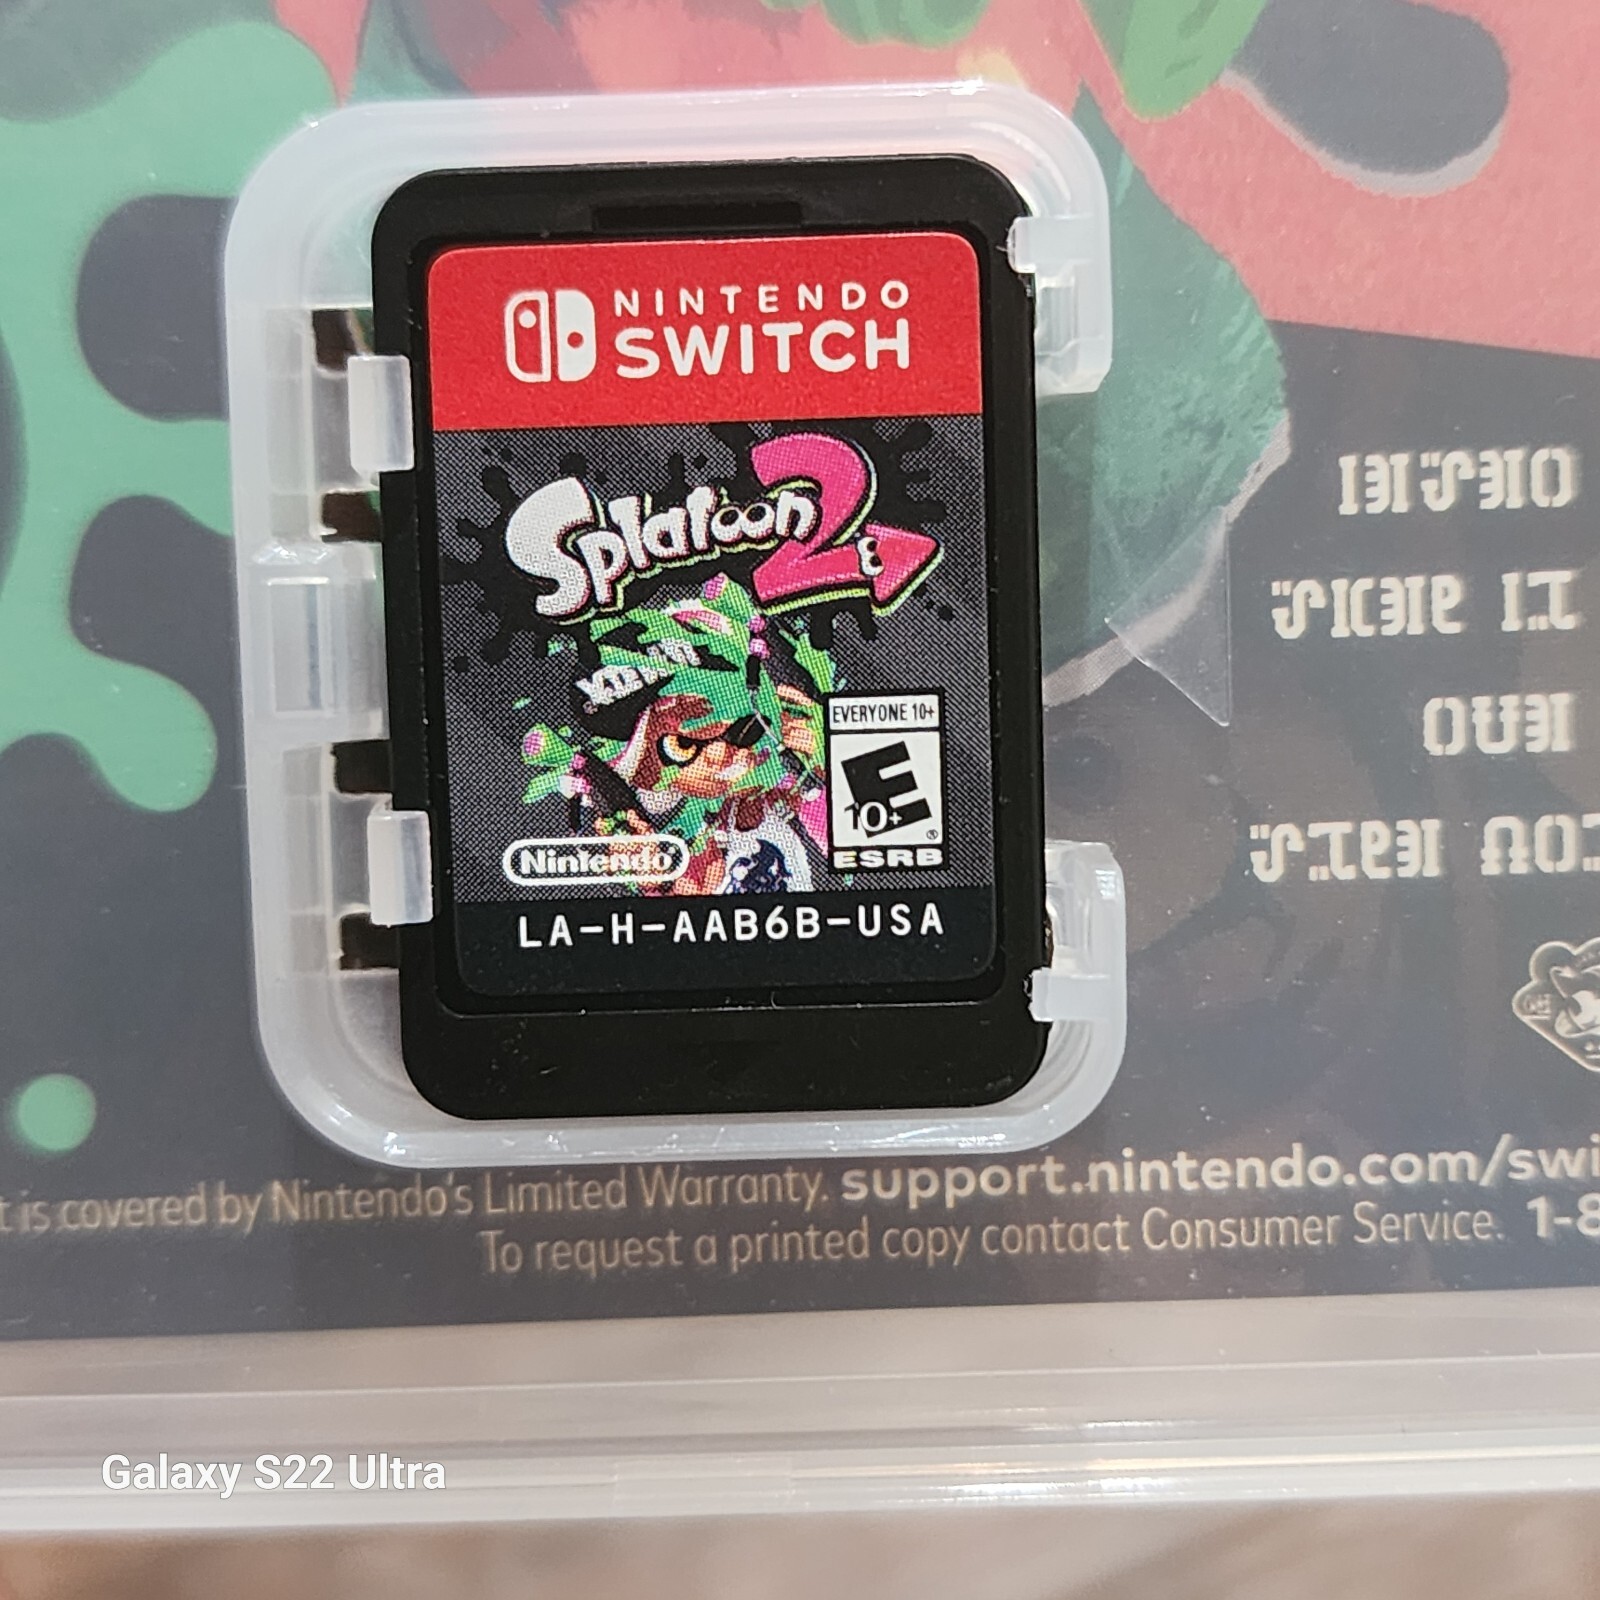 NINTENDO
SWITCH
Splatoon 2
EVERYONE 10+
E
10+
®
Nintendo
ESRB
LA-H-AAB6B-USA
t is covered by Nintendo's Limited Warranty. support.nintendo.com/swi
To request a printed copy contact Consumer Service. 1-8
Galaxy S22 Ultra